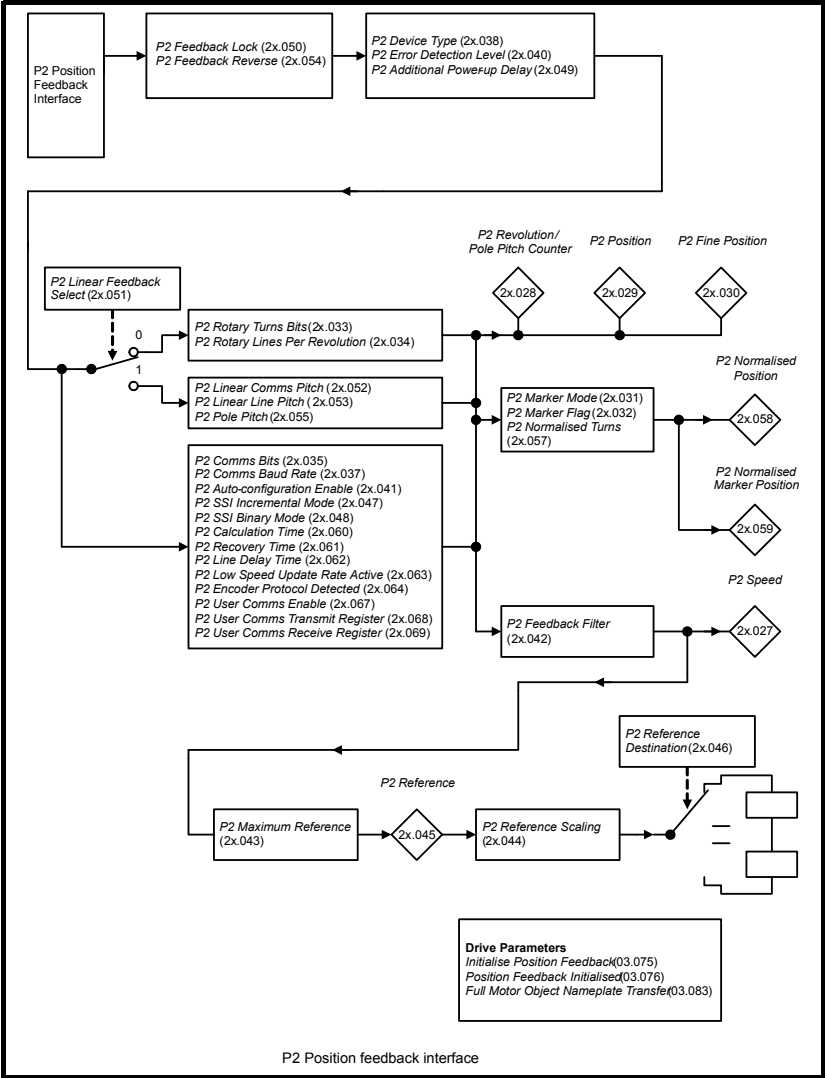 P2 Position
Feedback
Interface
P2 Feedback Lock (2x.050)
P2 Feedback Reverse (2x.054)
P2 Device Type (2x.038)
P2 Error Detection Level (2x.040)
P2 Additional Power-up Delay (2x.049)
P2 Revolution/
Pole Pitch Counter
P2 Position
P2 Fine Position
2x.028
2x.029
2x.030
P2 Linear Feedback
Select (2x.051)
0
1
P2 Rotary Turns Bits (2x.033)
P2 Rotary Lines Per Revolution (2x.034)
P2 Linear Comms Pitch (2x.052)
P2 Linear Line Pitch (2x.053)
P2 Pole Pitch (2x.055)
P2 Marker Mode (2x.031)
P2 Marker Flag (2x.032)
P2 Normalised Turns
(2x.057)
P2 Normalised
Position
2x.058
P2 Normalised
Marker Position
2x.059
P2 Comms Bits (2x.035)
P2 Comms Baud Rate (2x.037)
P2 Auto-configuration Enable (2x.041)
P2 SSI Incremental Mode (2x.047)
P2 SSI Binary Mode (2x.048)
P2 Calculation Time (2x.060)
P2 Recovery Time (2x.061)
P2 Line Delay Time (2x.062)
P2 Low Speed Update Rate Active (2x.063)
P2 Encoder Protocol Detected (2x.064)
P2 User Comms Enable (2x.067)
P2 User Comms Transmit Register (2x.068)
P2 User Comms Receive Register (2x.069)
P2 Feedback Filter
(2x.042)
P2 Speed
2x.027
P2 Reference
Destination (2x.046)
P2 Reference
P2 Maximum Reference
(2x.043)
2x.045
P2 Reference Scaling
(2x.044)
Drive Parameters
Initialise Position Feedback (03.075)
Position Feedback Initialised (03.076)
Full Motor Object Nameplate Transfer (03.083)
P2 Position feedback interface